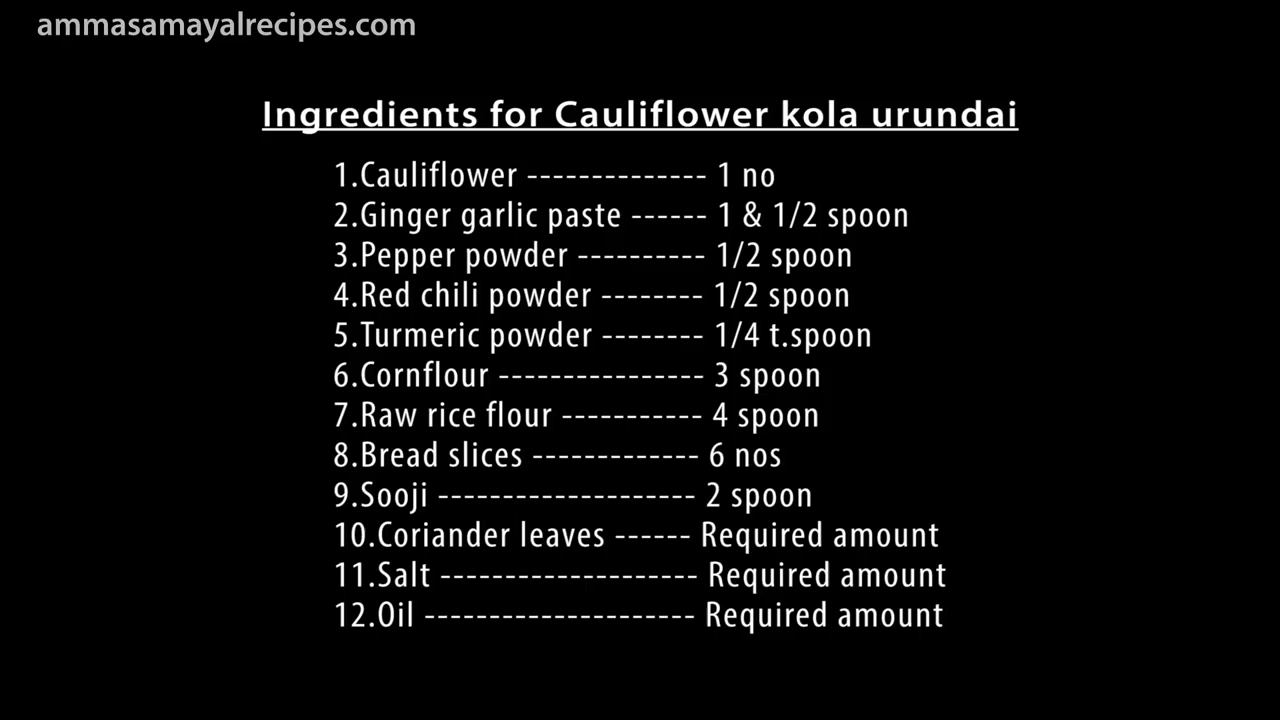 ammasamayalrecipes.com
Ingredients for Cauliflower kola urundai
1.Cauliflower -------------- 1 no
2.Ginger garlic paste ------ 1 & 1/2 spoon
3.Pepper powder ---------- 1/2 spoon
4.Red chili powder -------- 1/2 spoon
5.Turmeric powder -------- 1/4 t.spoon
6.Cornflour ---------------- 3 spoon
7.Raw rice flour ----------- 4 spoon
8.Bread slices ------------- 6 nos
9.Sooji -------------------- 2 spoon
10.Coriander leaves ------ Required amount
11.Salt -------------------- Required amount
12.Oil --------------------- Required amount